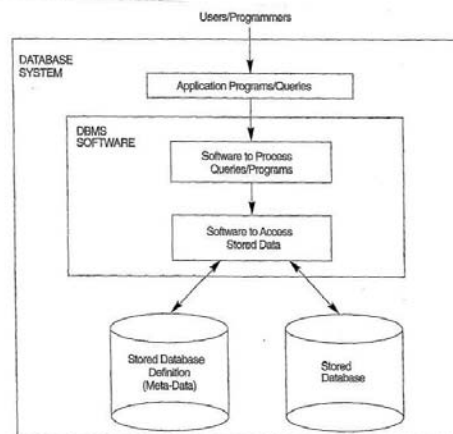 Users/Programmers
DATABASE
SYSTEM
Application Programs/Queries
DBMS
SOFTWARE
Software to Process
Queries/Programs
Software to Access
Stored Data
Stored Database
Definition
(Meta-Data)
Stored
Database